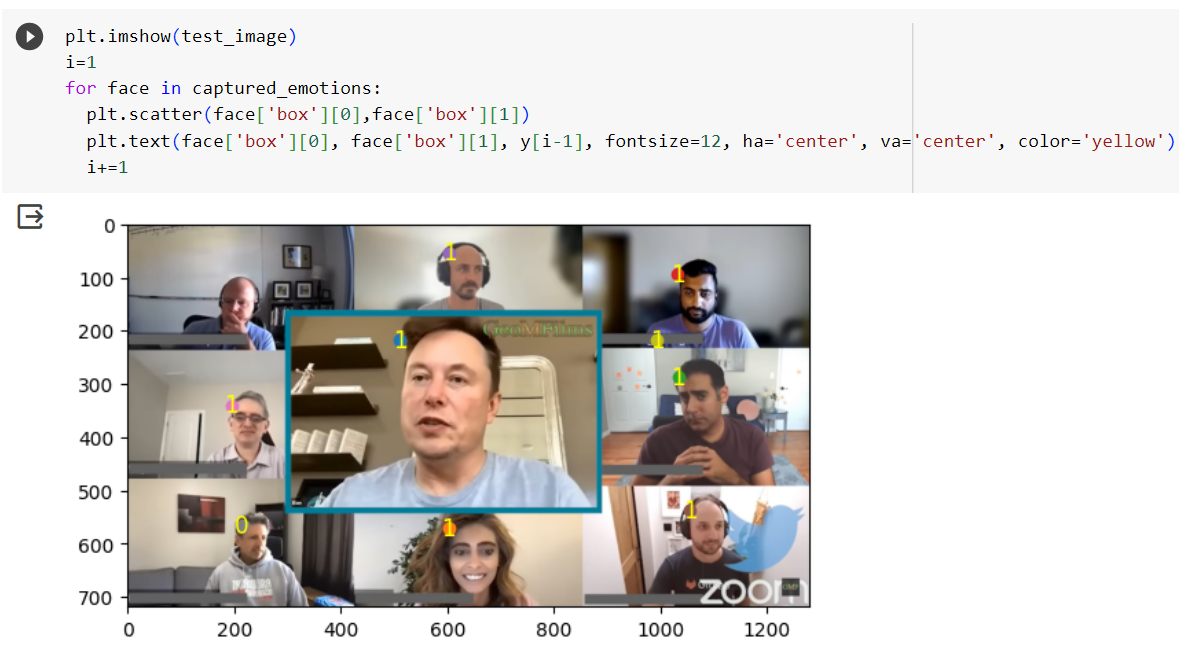 plt.imshow(test_image)
i=1
for face in captured_emotions:
  plt.scatter(face['box'][0],face['box'][1])
  plt.text(face['box'][0], face['box'][1], y[i-1], fontsize=12, ha='center', va='center', color='yellow')
  i+=1
0
100
200
300
400
500
600
700
1
1
1
GenMFilms
1
1
1
0
1
1
zoom
0 200 400 600 800 1000 1200